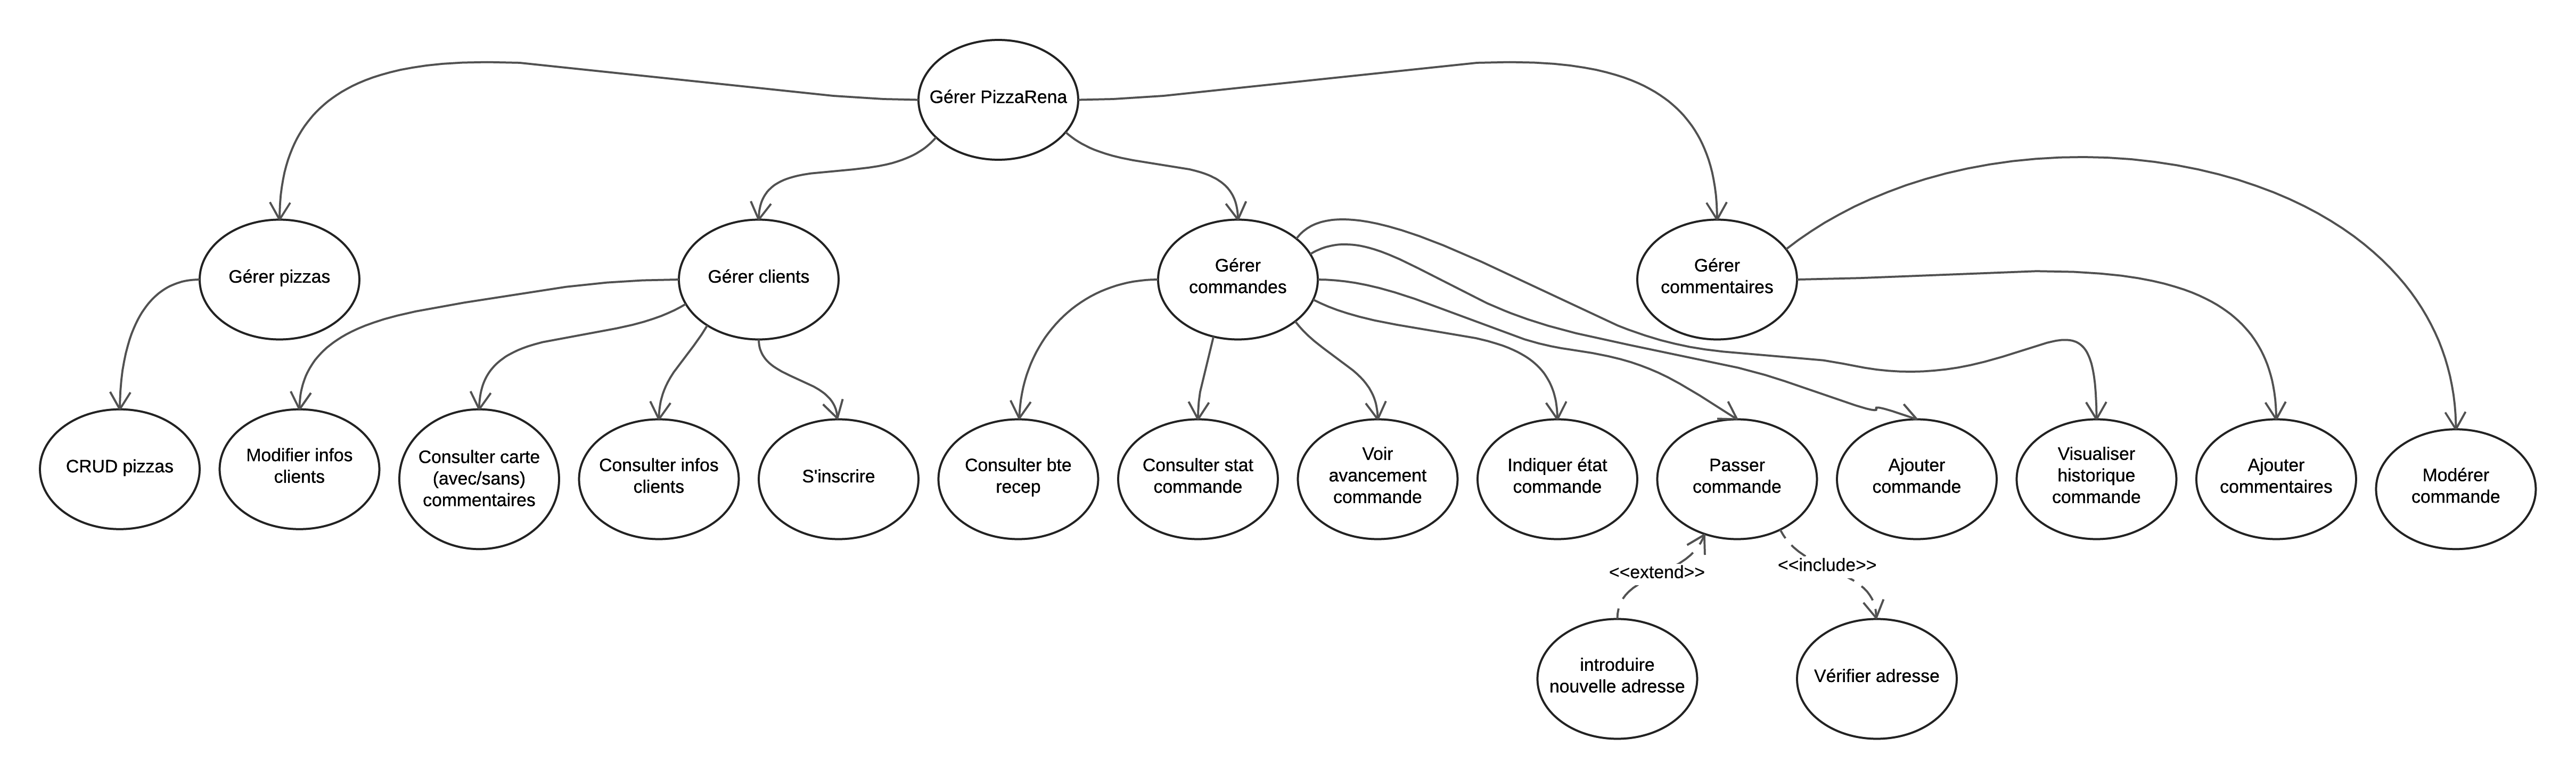 Gérer PizzaRena
Gérer pizzas
Gérer clients
Gérer
commandes
Gérer
commentaires
CRUD pizzas
Modifier infos
clients
Consulter carte
(avec/sans)
commentaires
Consulter infos
clients
S'inscrire
Consulter bte
recep
Consulter stat
commande
Voir
avancement
commande
Indiquer état
commande
Passer
commande
Ajouter
commande
Visualiser
historique
commande
Ajouter
commentaires
Modérer
commande
<<extend>>
<<include>>
introduire
nouvelle adresse
Vérifier adresse